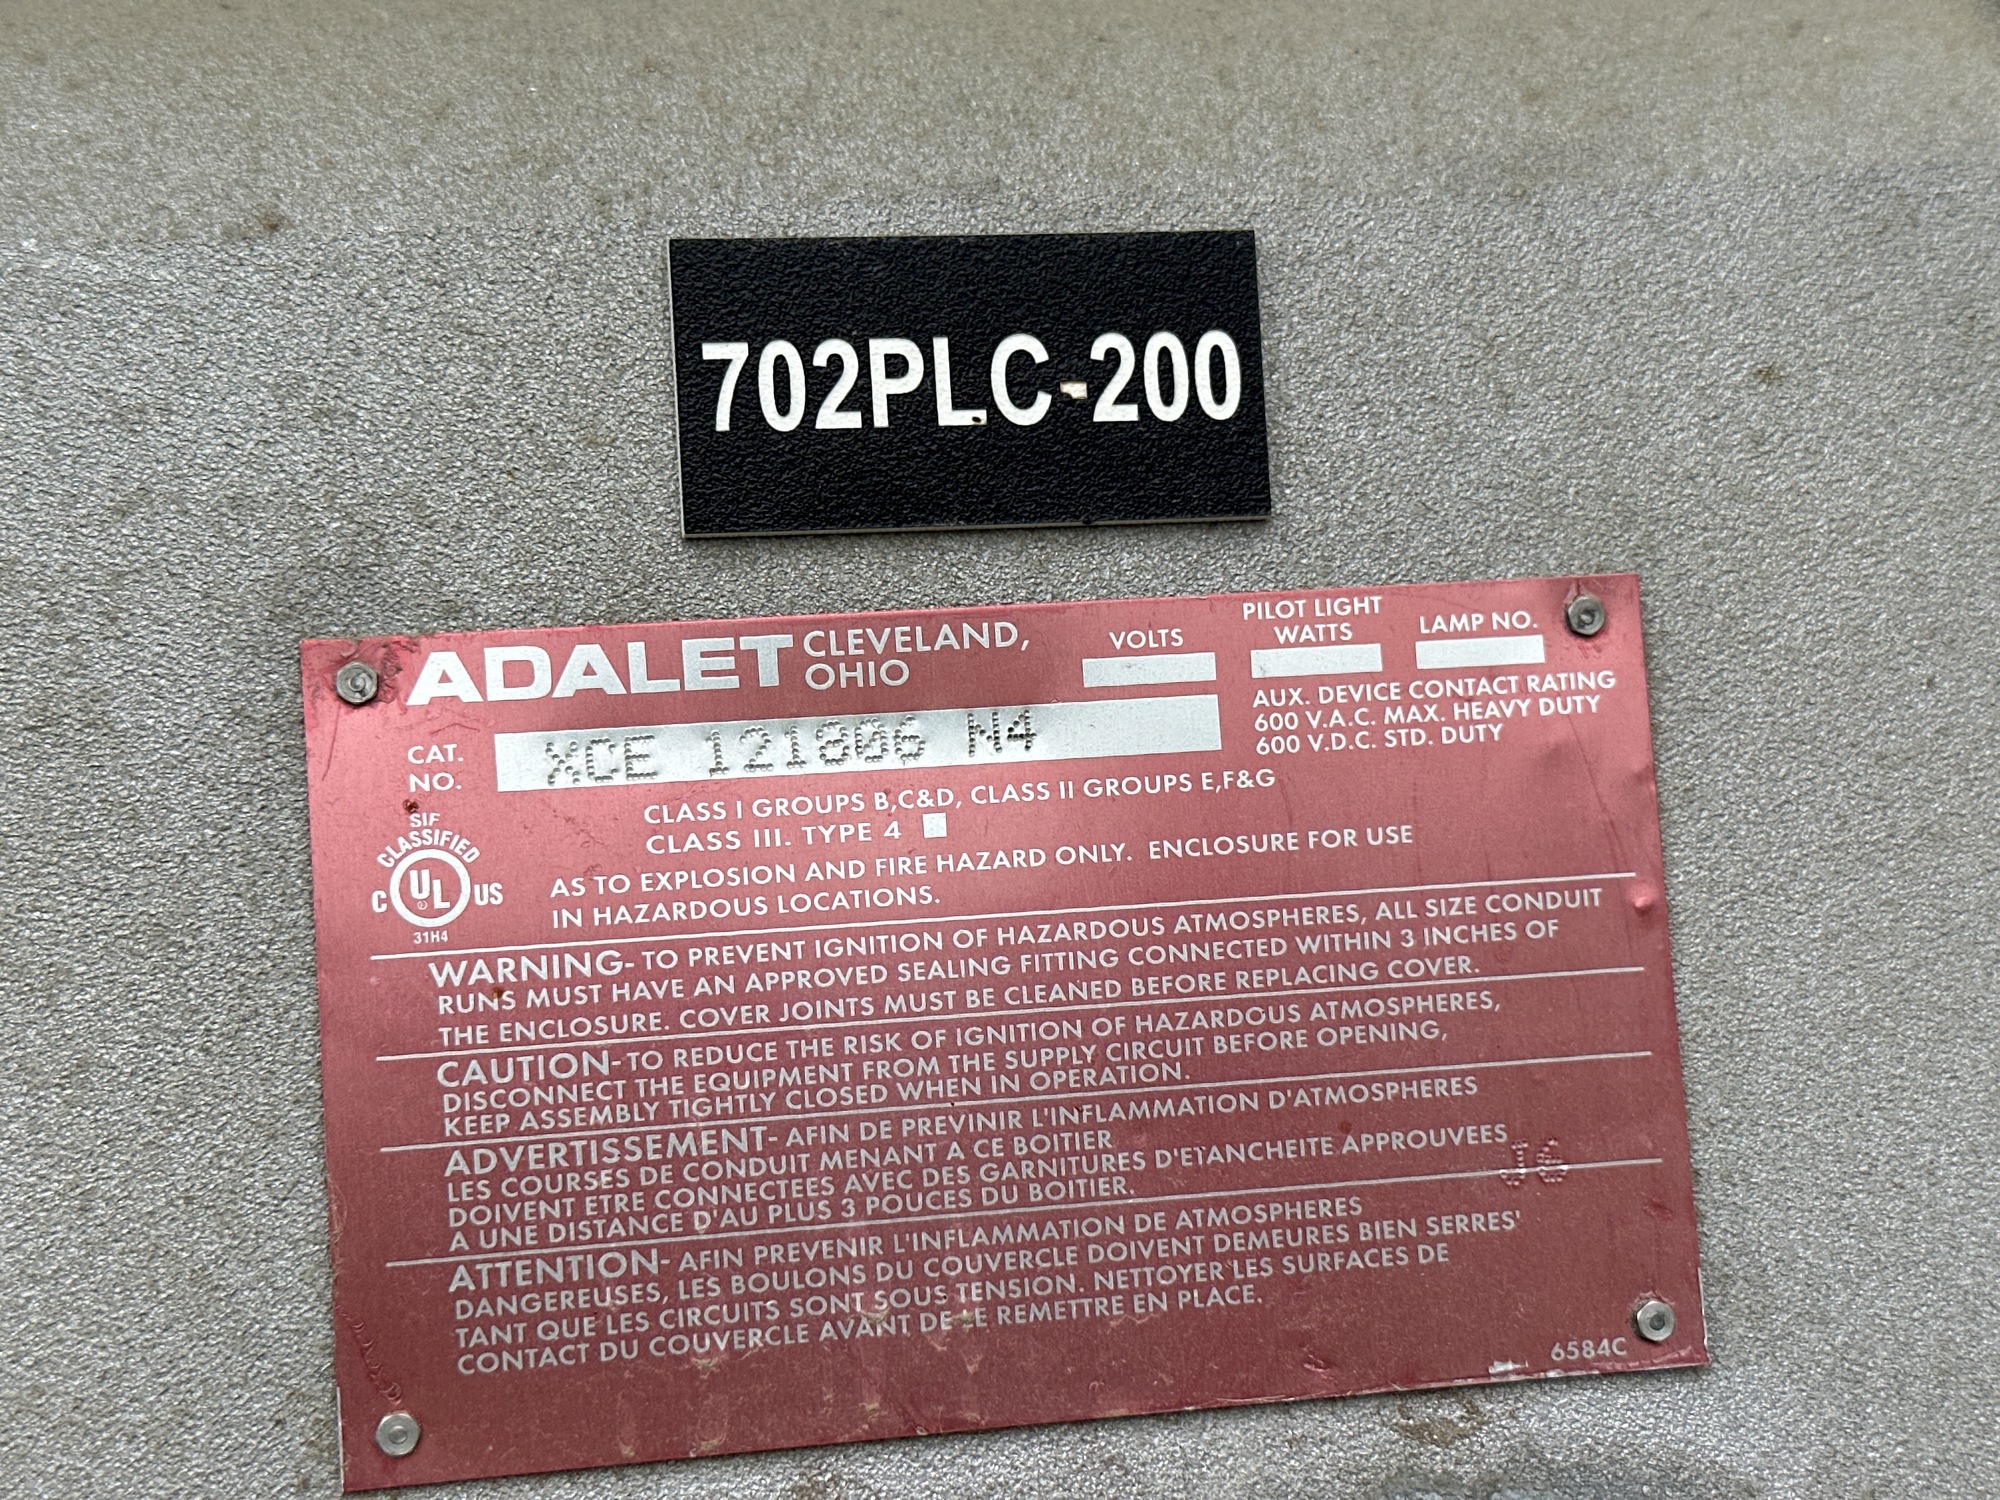 702PLC-200
ADALET CLEVELAND, OHIO
VOLTS
PILOT LIGHT WATTS
LAMP NO.
CAT. NO. XCE 121806 N4
AUX. DEVICE CONTACT RATING
600 V.A.C. MAX. HEAVY DUTY
600 V.D.C. STD. DUTY
CLASS I GROUPS B,C&D, CLASS II GROUPS E,F&G
CLASS III. TYPE 4
SIF
CLASSIFIED
C UL US
31H4
AS TO EXPLOSION AND FIRE HAZARD ONLY. ENCLOSURE FOR USE
IN HAZARDOUS LOCATIONS.
WARNING- TO PREVENT IGNITION OF HAZARDOUS ATMOSPHERES, ALL SIZE CONDUIT
RUNS MUST HAVE AN APPROVED SEALING FITTING CONNECTED WITHIN 3 INCHES OF
THE ENCLOSURE. COVER JOINTS MUST BE CLEANED BEFORE REPLACING COVER.
CAUTION- TO REDUCE THE RISK OF IGNITION OF HAZARDOUS ATMOSPHERES,
DISCONNECT THE EQUIPMENT FROM THE SUPPLY CIRCUIT BEFORE OPENING,
KEEP ASSEMBLY TIGHTLY CLOSED WHEN IN OPERATION.
ADVERTISSEMENT- AFIN DE PREVINIR L'INFLAMMATION D'ATMOSPHERES
LES COURSES DE CONDUIT MENANT A CE BOITIER
DOIVENT ETRE CONNECTEES AVEC DES GARNITURES D'ETANCHEITE APPROUVEES
A UNE DISTANCE D'AU PLUS 3 POUCES DU BOITIER.
ATTENTION- AFIN PREVENIR L'INFLAMMATION DE ATMOSPHERES
DANGEREUSES, LES BOULONS DU COUVERCLE DOIVENT DEMEURES BIEN SERRES'
TANT QUE LES CIRCUITS SONT SOUS TENSION. NETTOYER LES SURFACES DE
CONTACT DU COUVERCLE AVANT DE LE REMETTRE EN PLACE.
6584C